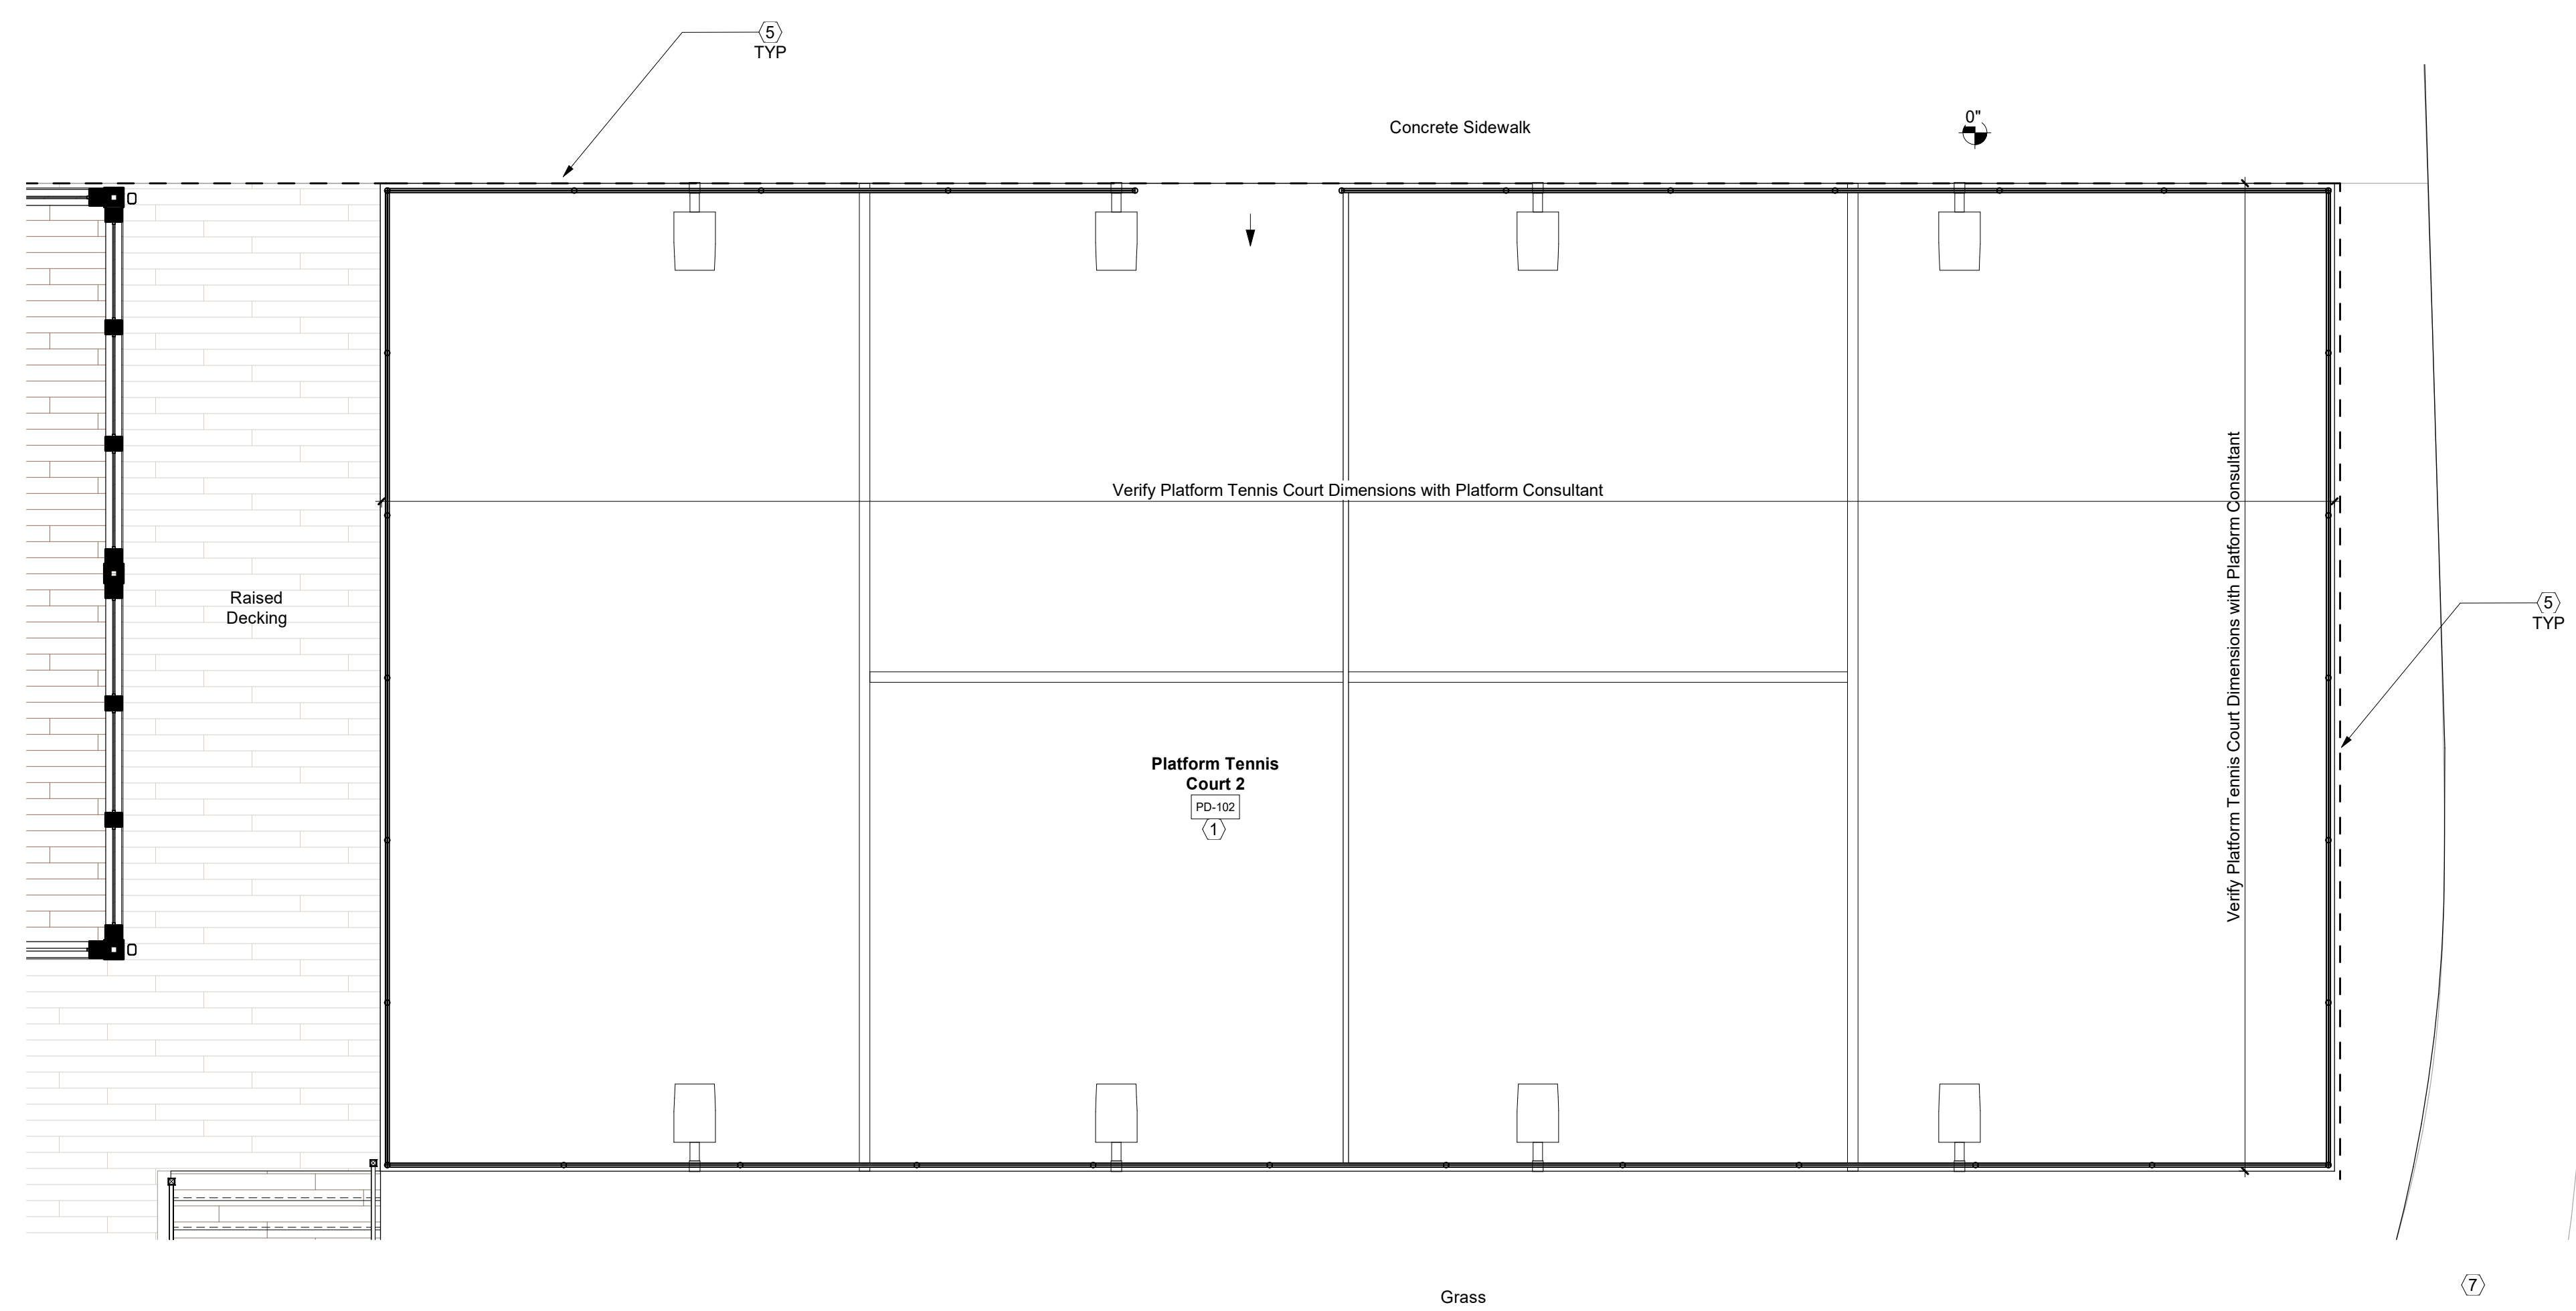 5
TYP
Concrete Sidewalk
0"
Verify Platform Tennis Court Dimensions with Platform Consultant
Verify Platform Tennis Court Dimensions with Platform Consultant
Raised
Decking
5
TYP
Platform Tennis
Court 2
PD-102
1
7
Grass